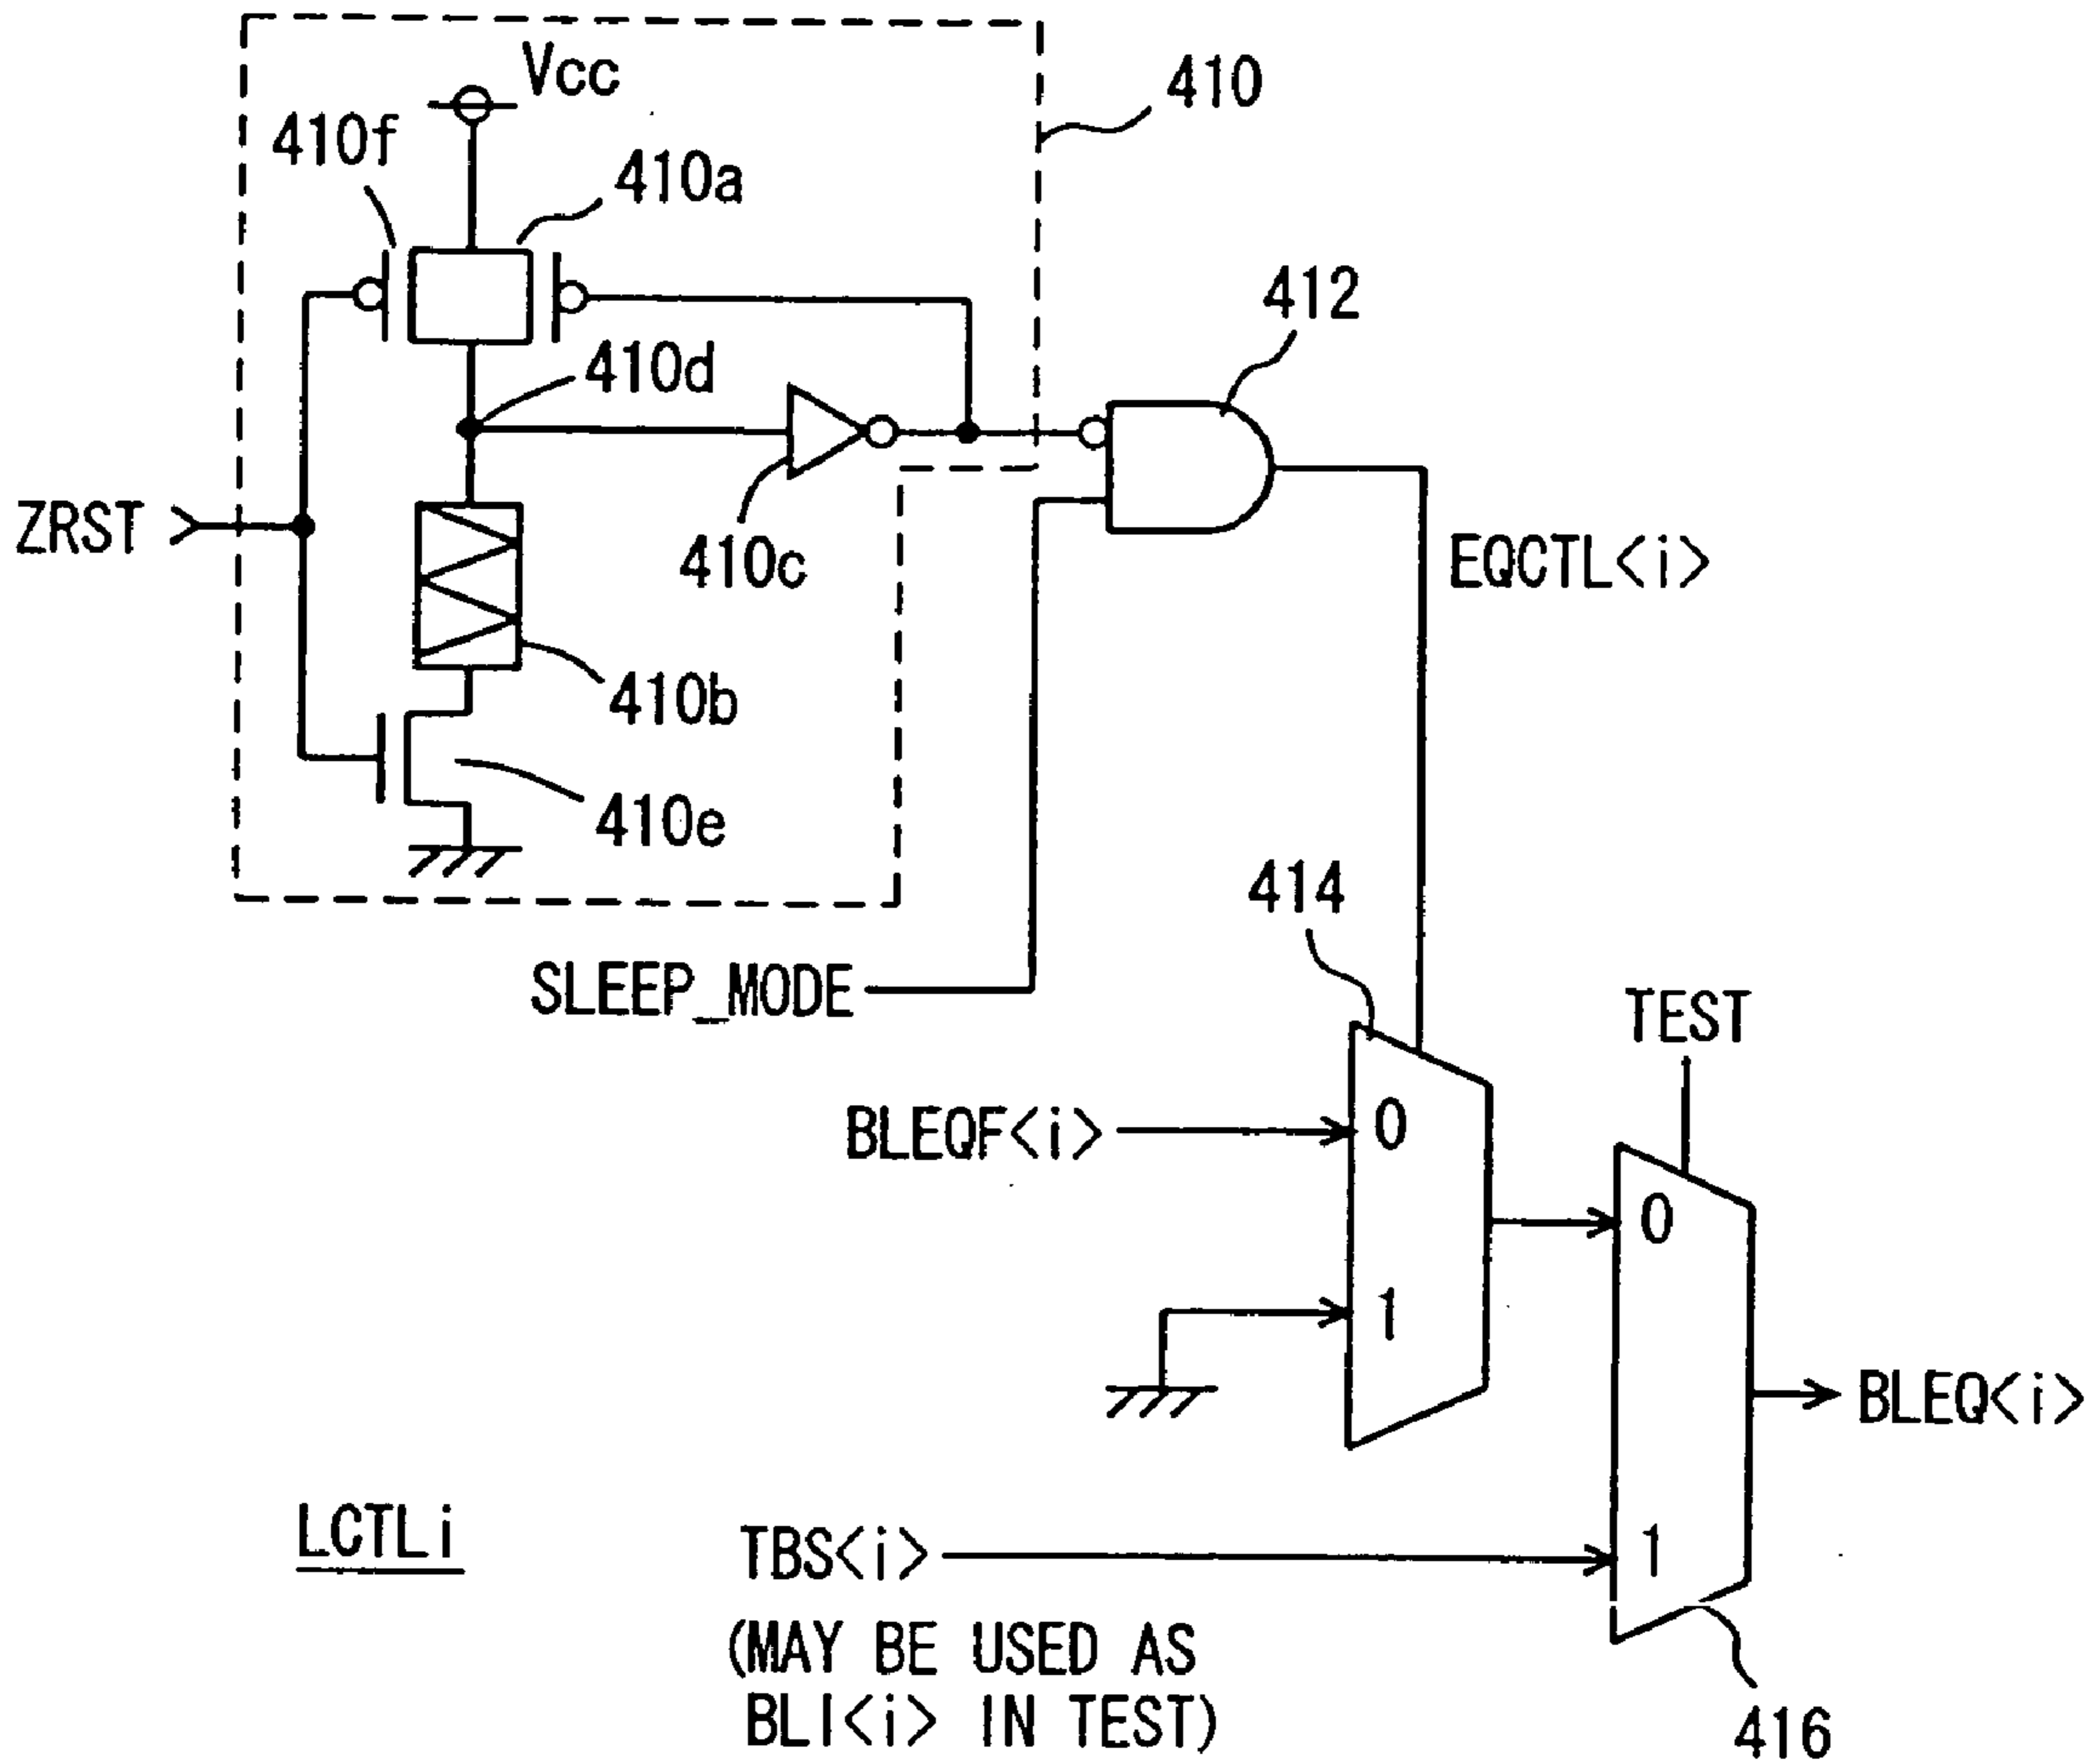 Vcc
410
410f
410a
412
410d
ZRST
410c
EQCTL<i>
410b
410e
414
SLEEP_MODE
TEST
BLEQF<i>
0
0
1
BLEQ<i>
LCTLi
TBS<i>
1
(MAY BE USED AS
BLI<i> IN TEST)
416